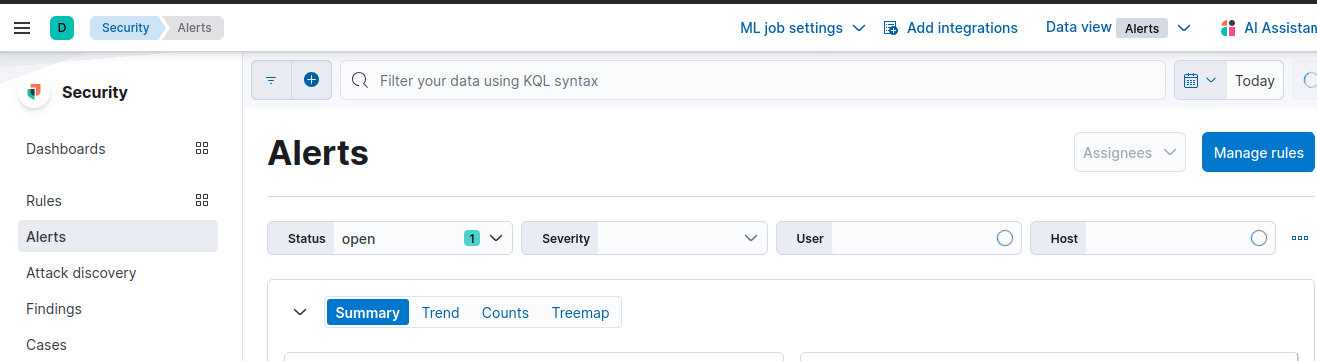 D Security Alerts ML job settings Add integrations Data view Alerts AI Assistan
Security
Filter your data using KQL syntax Today
Dashboards
Alerts Assignees Manage rules
Rules
Alerts
Status open 1 Severity User Host
Attack discovery
Findings
Summary Trend Counts Treemap
Cases